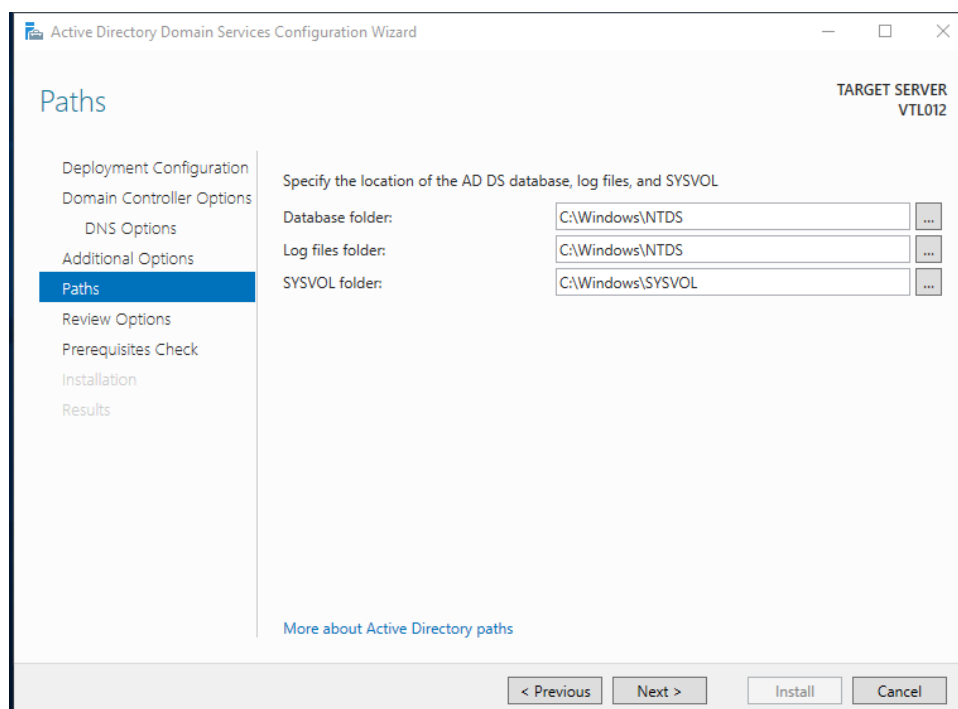 Active Directory Domain Services Configuration Wizard
Paths
TARGET SERVER
VTL012
Deployment Configuration
Domain Controller Options
DNS Options
Additional Options
Paths
Review Options
Prerequisites Check
Installation
Results
Specify the location of the AD DS database, log files, and SYSVOL
Database folder: C:\Windows\NTDS ...
Log files folder: C:\Windows\NTDS ...
SYSVOL folder: C:\Windows\SYSVOL ...
More about Active Directory paths
< Previous Next > Install Cancel